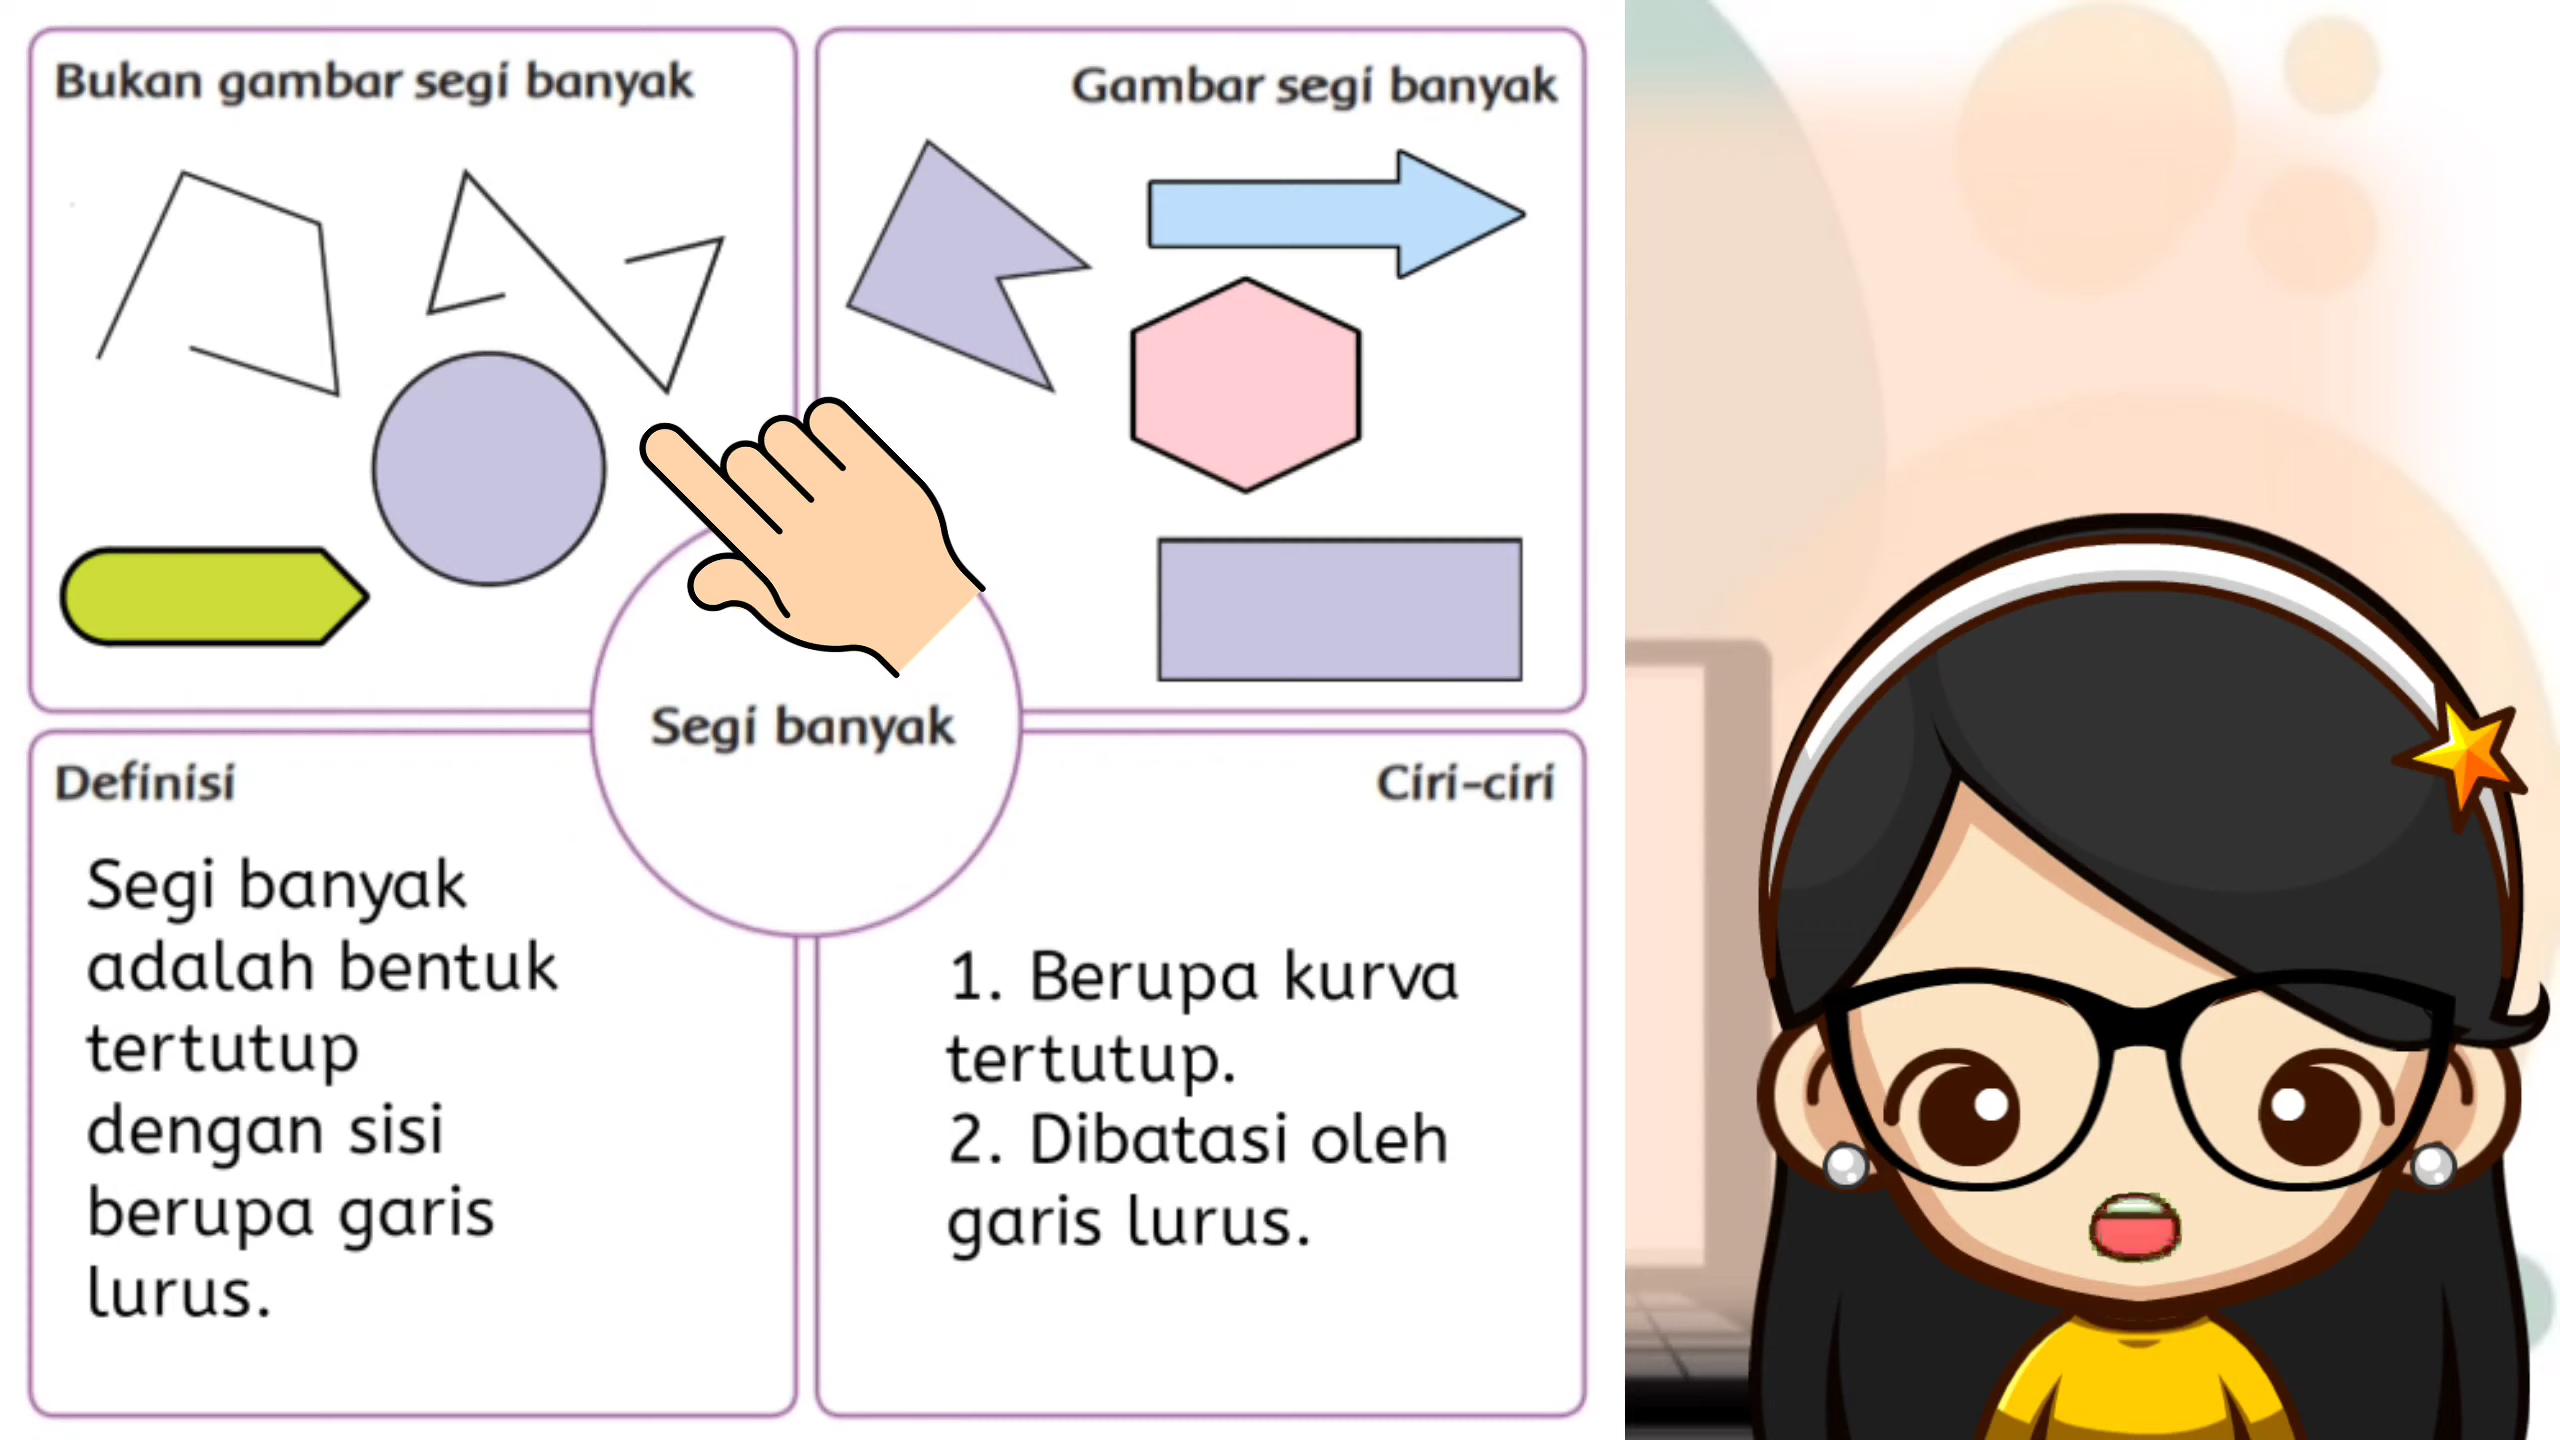 Bukan gambar segi banyak
Gambar segi banyak
Segi banyak
Definisi
Segi banyak
adalah bentuk
tertutup
dengan sisi
berupa garis
lurus.
Ciri-ciri
1. Berupa kurva
tertutup.
2. Dibatasi oleh
garis lurus.